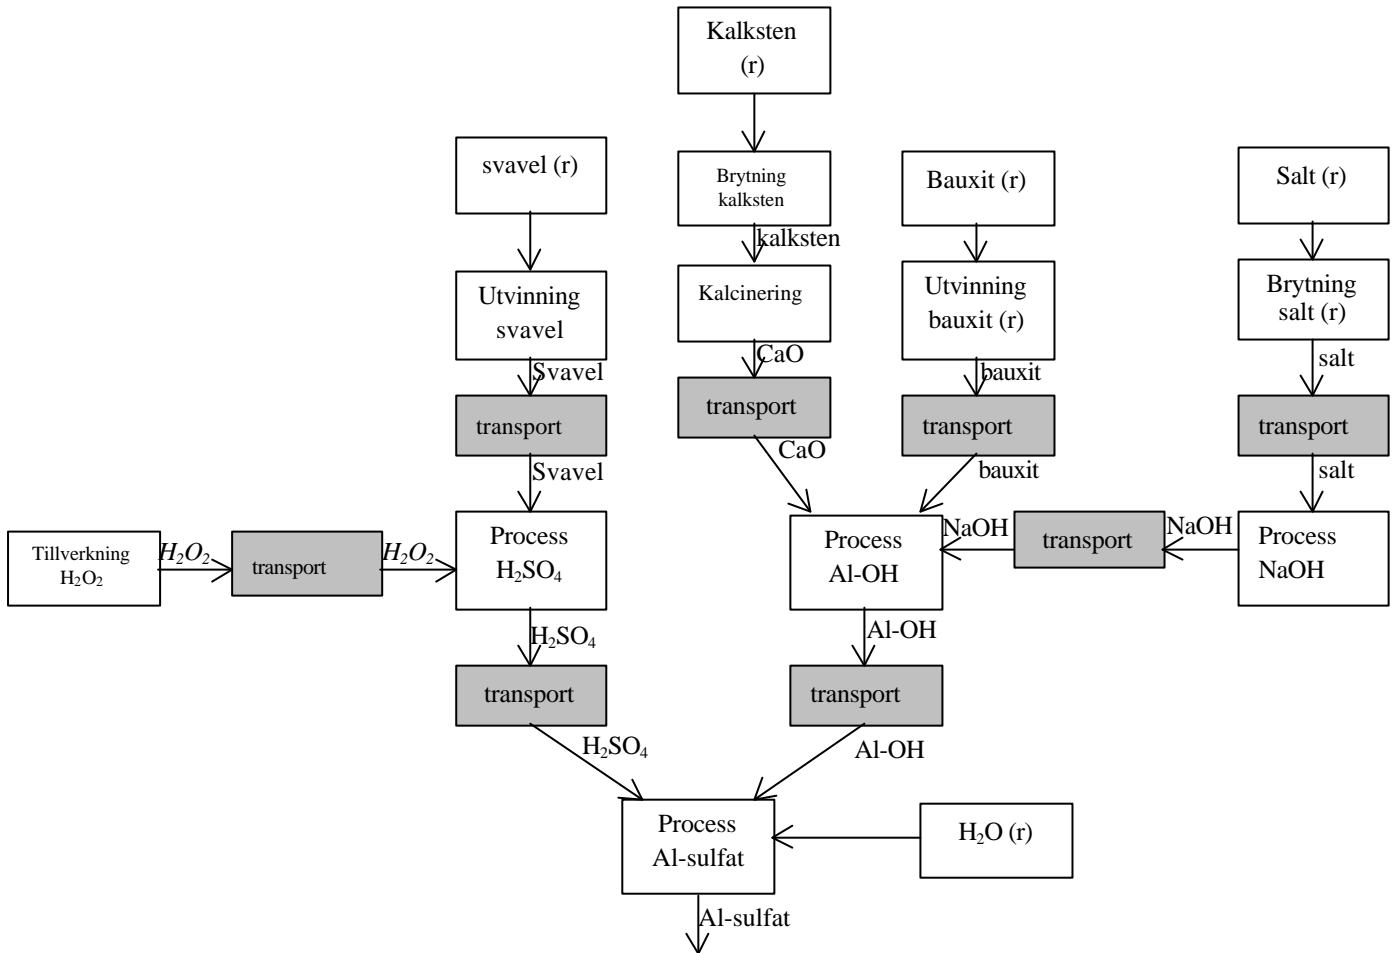 Kalksten
(r)
svavel (r)
Brytning
kalksten
Bauxit (r)
Salt (r)
kalksten
Utvinning
svavel
Kalcinering
Utvinning
bauxit (r)
Brytning
salt (r)
Svavel
CaO
bauxit
salt
transport
transport
transport
transport
Svavel
CaO
bauxit
salt
Tillverkning
H₂O₂
H₂O₂
transport
H₂O₂
Process
H₂SO₄
Process
Al-OH
NaOH
transport
NaOH
Process
NaOH
H₂SO₄
Al-OH
transport
transport
H₂SO₄
Al-OH
Process
Al-sulfat
H₂O (r)
Al-sulfat